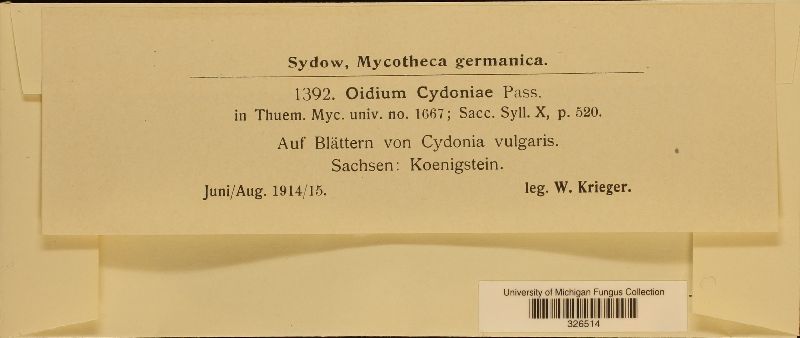 Sydow, Mycotheca germanica.
1392. Oidium Cydoniae Pass.
in Thuem. Myc. univ. no. 1667; Sacc. Syll. X, p. 520.
Auf Blättern von Cydonia vulgaris.
Sachsen: Koenigstein.
Juni/Aug. 1914/15. leg. W. Krieger.
University of Michigan Fungus Collection
326514